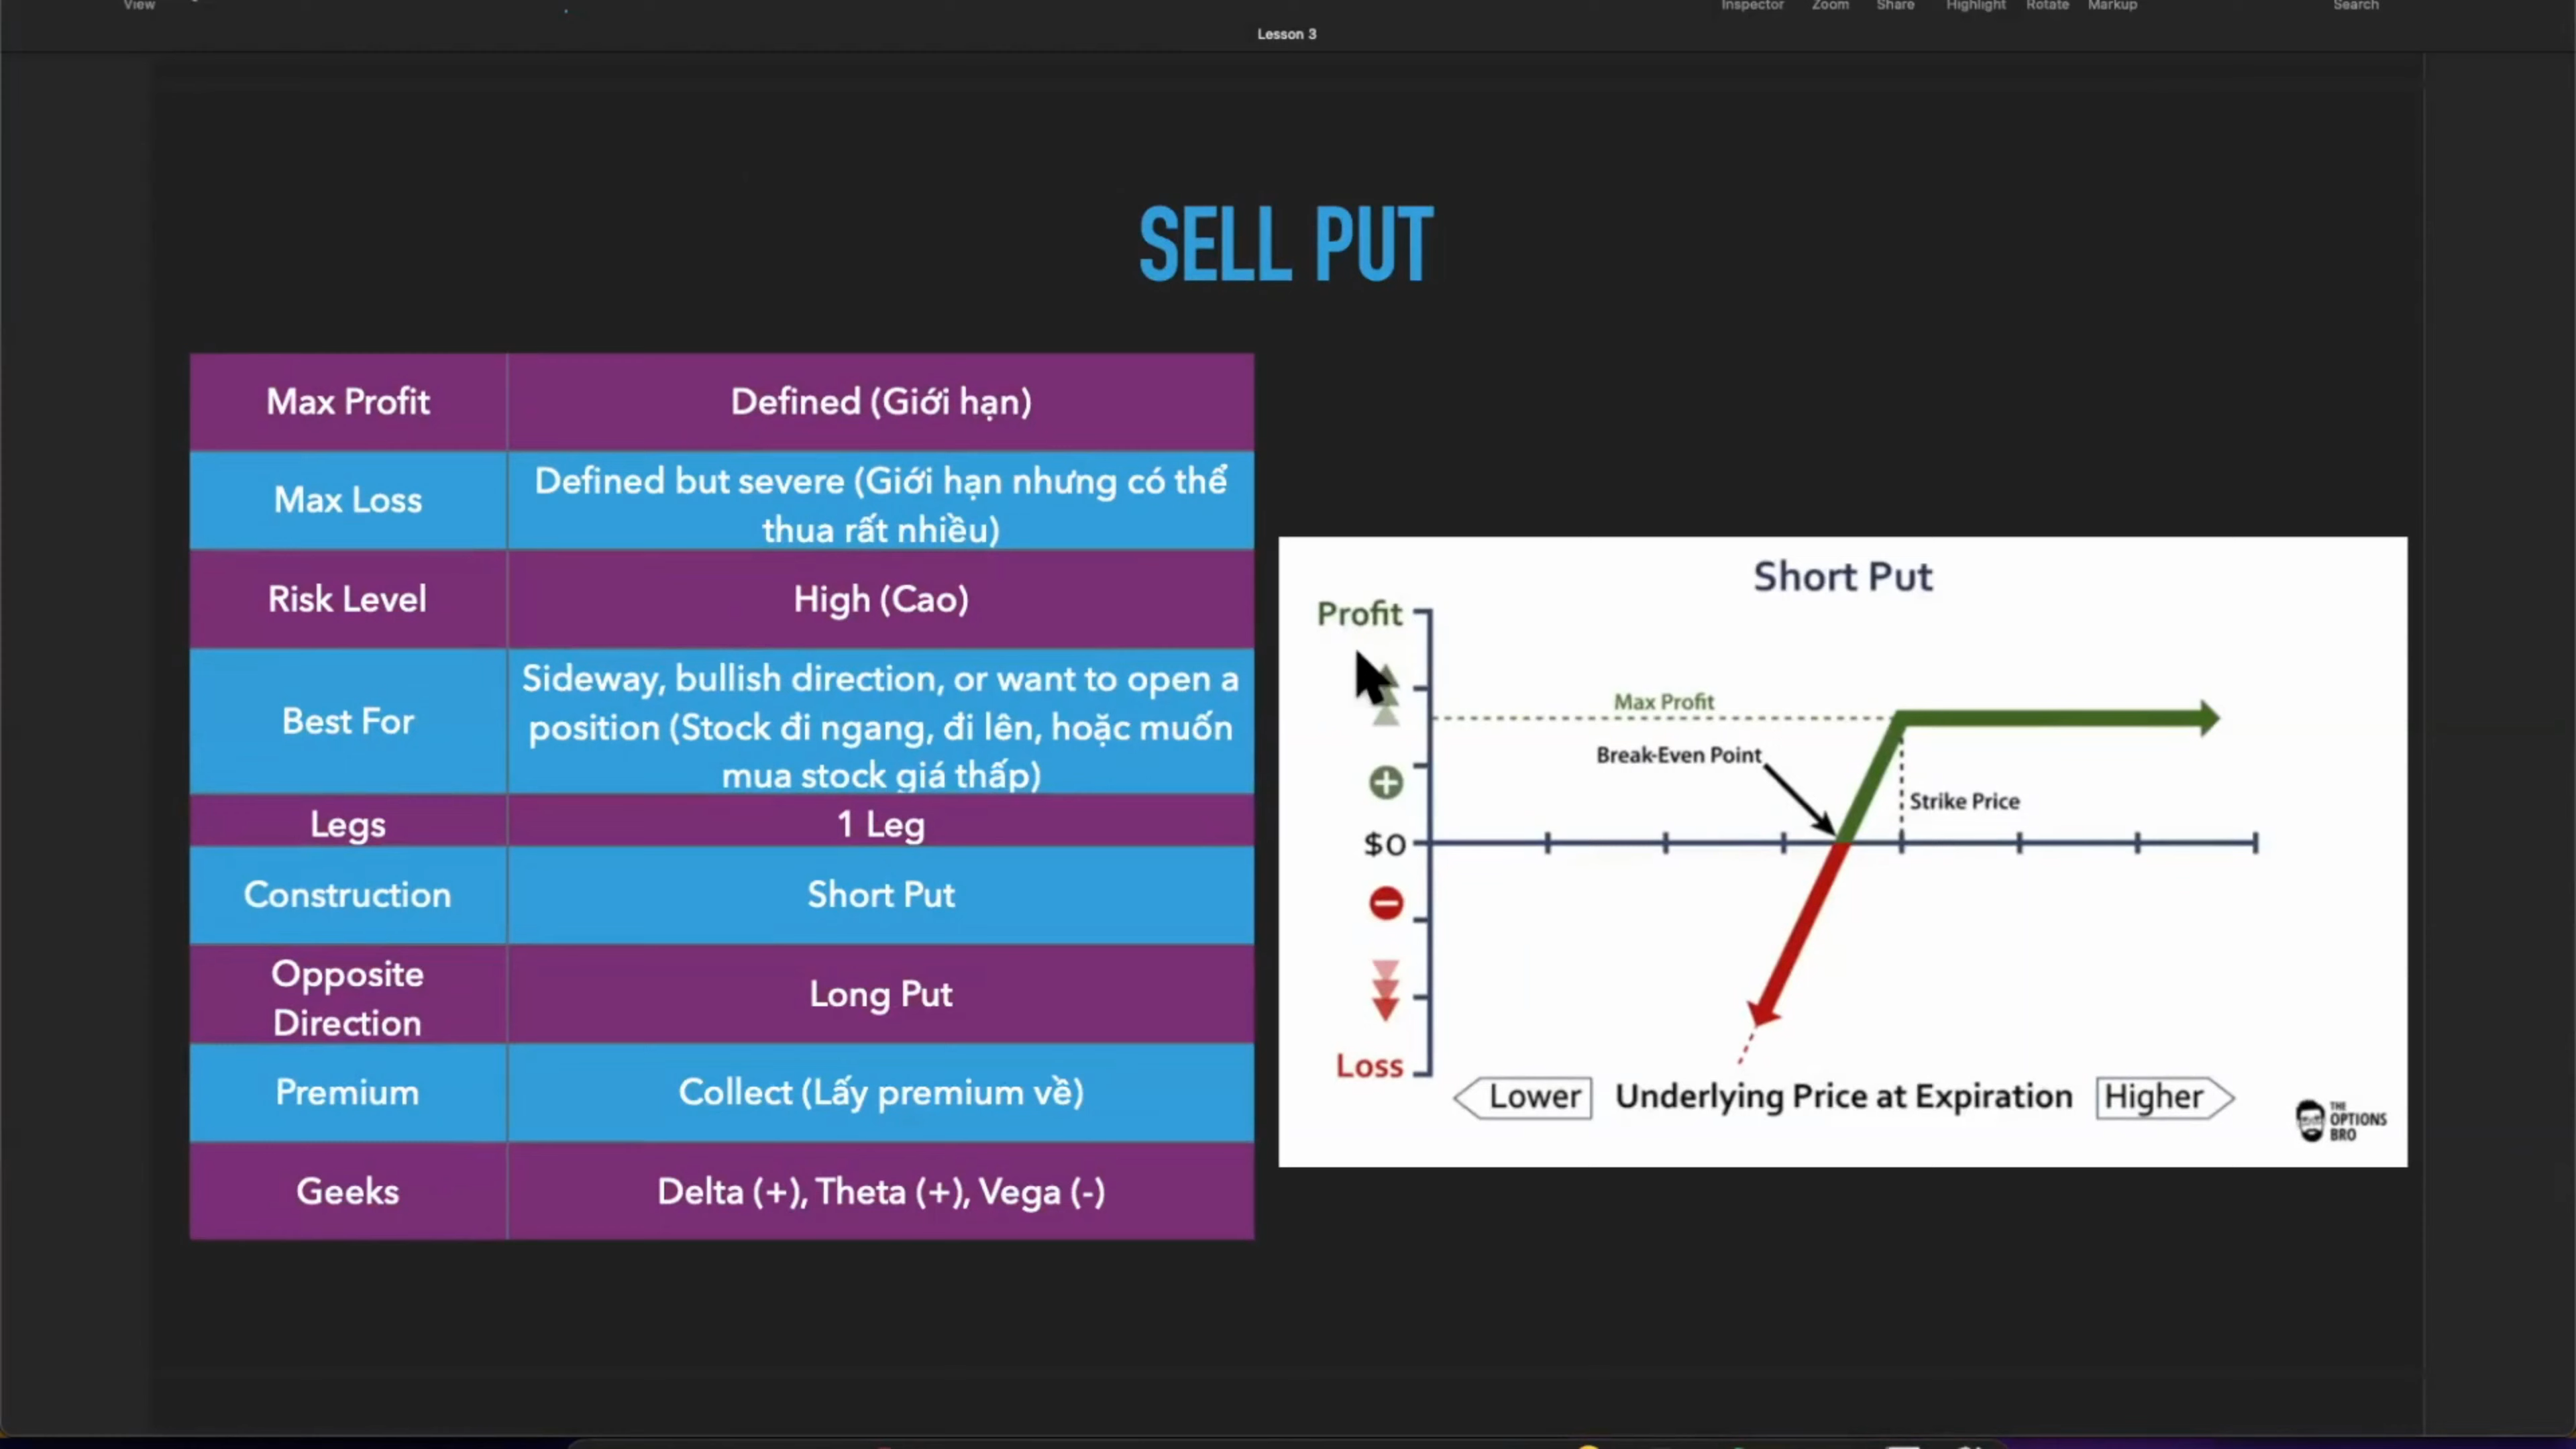 View
Inspector
Zoom
Share
Highlight
Rotate
Markup
Search
Lesson 3
SELL PUT
Max Profit
Defined (Giới hạn)
Max Loss
Defined but severe (Giới hạn nhưng có thể
thua rất nhiều)
Risk Level
High (Cao)
Best For
Sideway, bullish direction, or want to open a
position (Stock đi ngang, đi lên, hoặc muốn
mua stock giá thấp)
Legs
1 Leg
Construction
Short Put
Opposite
Direction
Long Put
Premium
Collect (Lấy premium về)
Geeks
Delta (+), Theta (+), Vega (-)
Short Put
Profit
Max Profit
Break-Even Point
Strike Price
$0
Loss
Lower
Underlying Price at Expiration
Higher
THE
OPTIONS
BRO